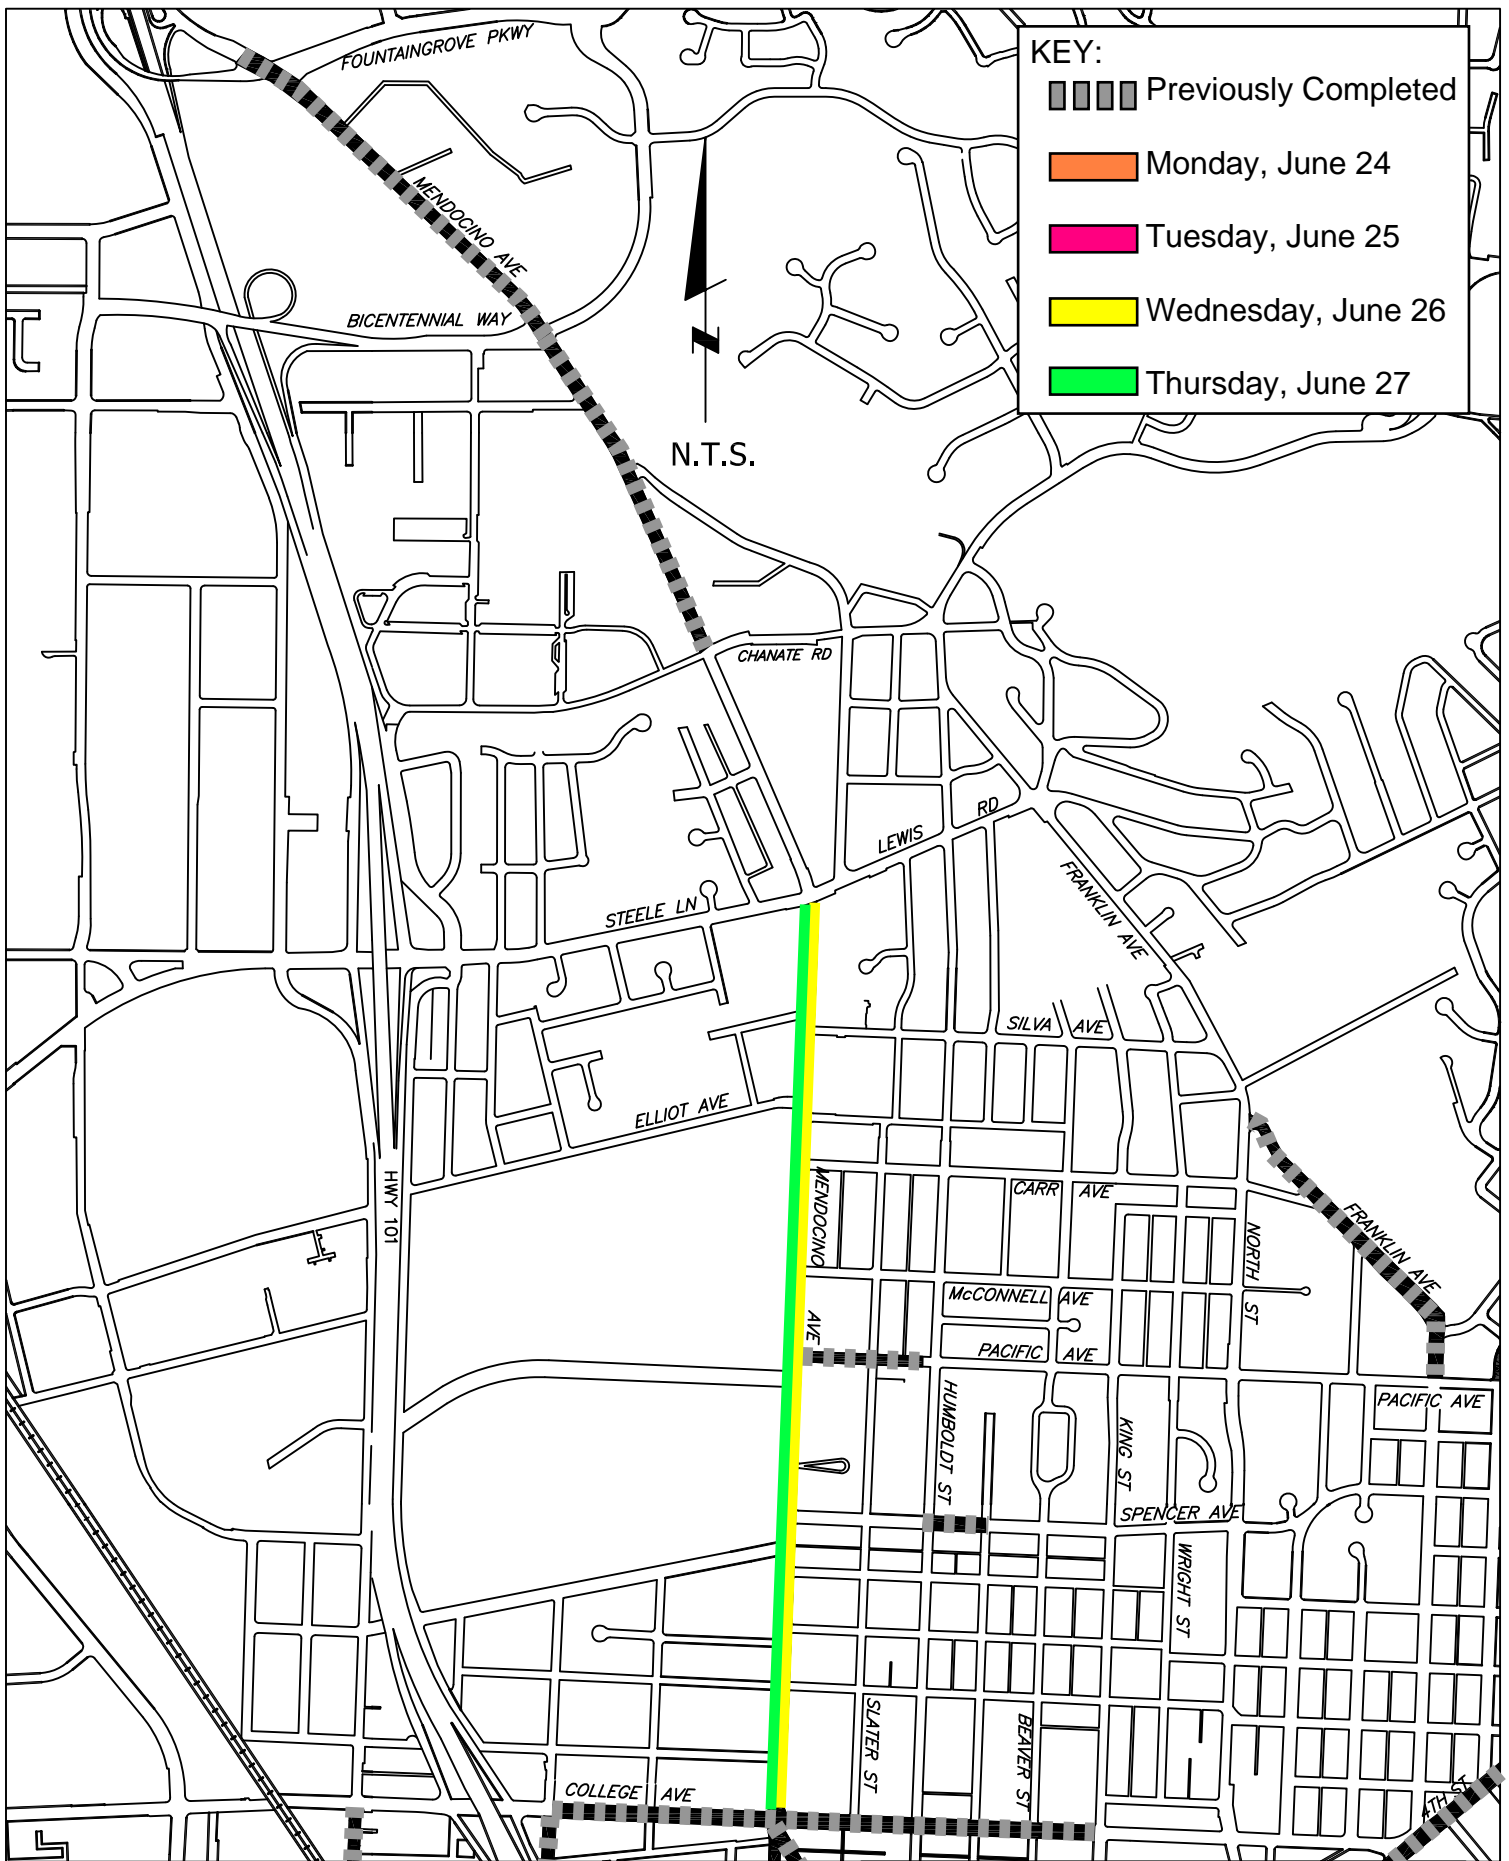 KEY:
Previously Completed
Monday, June 24
Tuesday, June 25
Wednesday, June 26
Thursday, June 27
FOUNTAINGROVE PKWY
MENDOCINO AVE
BICENTENNIAL WAY
N
N.T.S.
CHANATE RD
LEWIS RD
FRANKLIN AVE
STEELE LN
SILVA AVE
ELLIOT AVE
HWY 101
MENDOCINO AVE
CARR AVE
NORTH ST
FRANKLIN AVE
McCONNELL AVE
PACIFIC AVE
PACIFIC AVE
HUMBOLDT ST
KING ST
SPENCER AVE
WRIGHT ST
SLATER ST
BEAVER ST
COLLEGE AVE
4TH ST